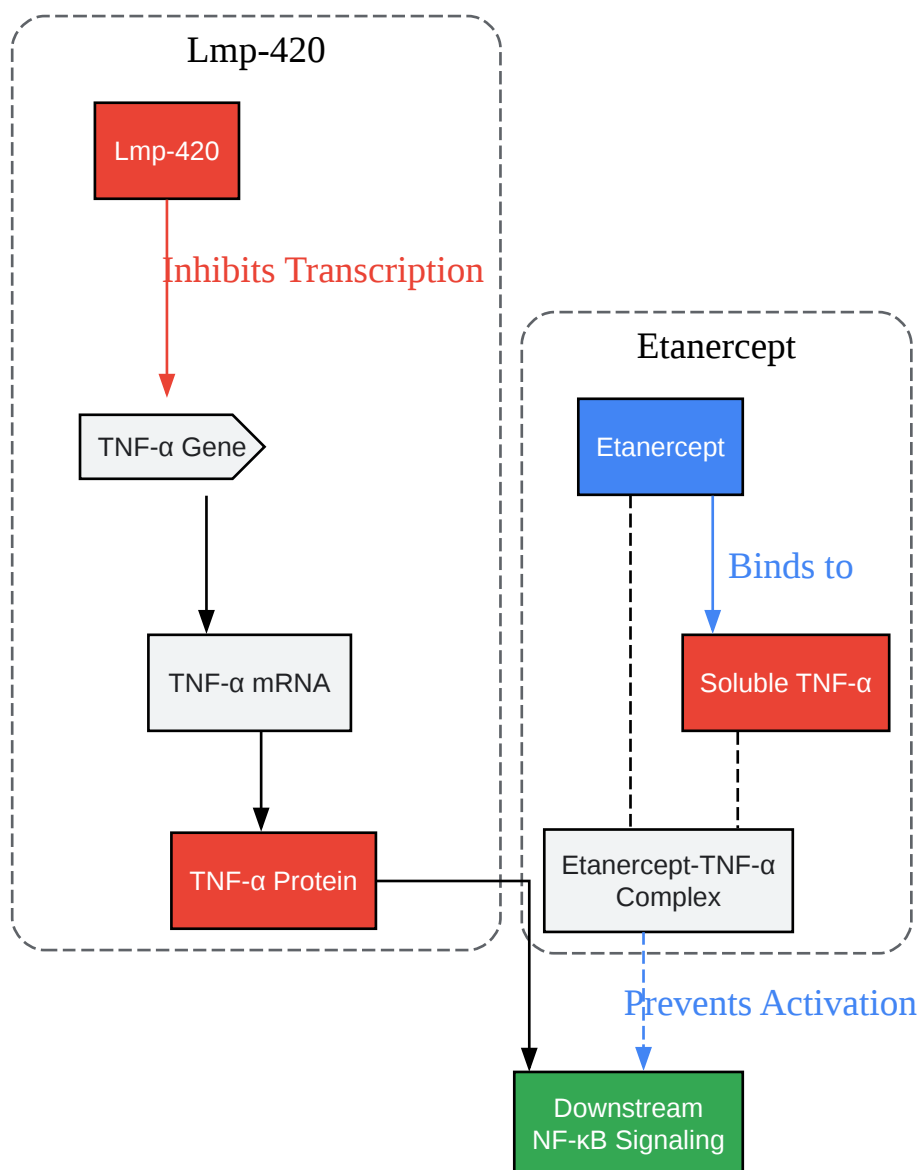 Lmp-420
Lmp-420
Inhibits Transcription
TNF-α Gene
TNF-α mRNA
TNF-α Protein
Etanercept
Etanercept
Binds to
Soluble TNF-α
Etanercept-TNF-α
Complex
Prevents Activation
Downstream
NF-κB Signaling